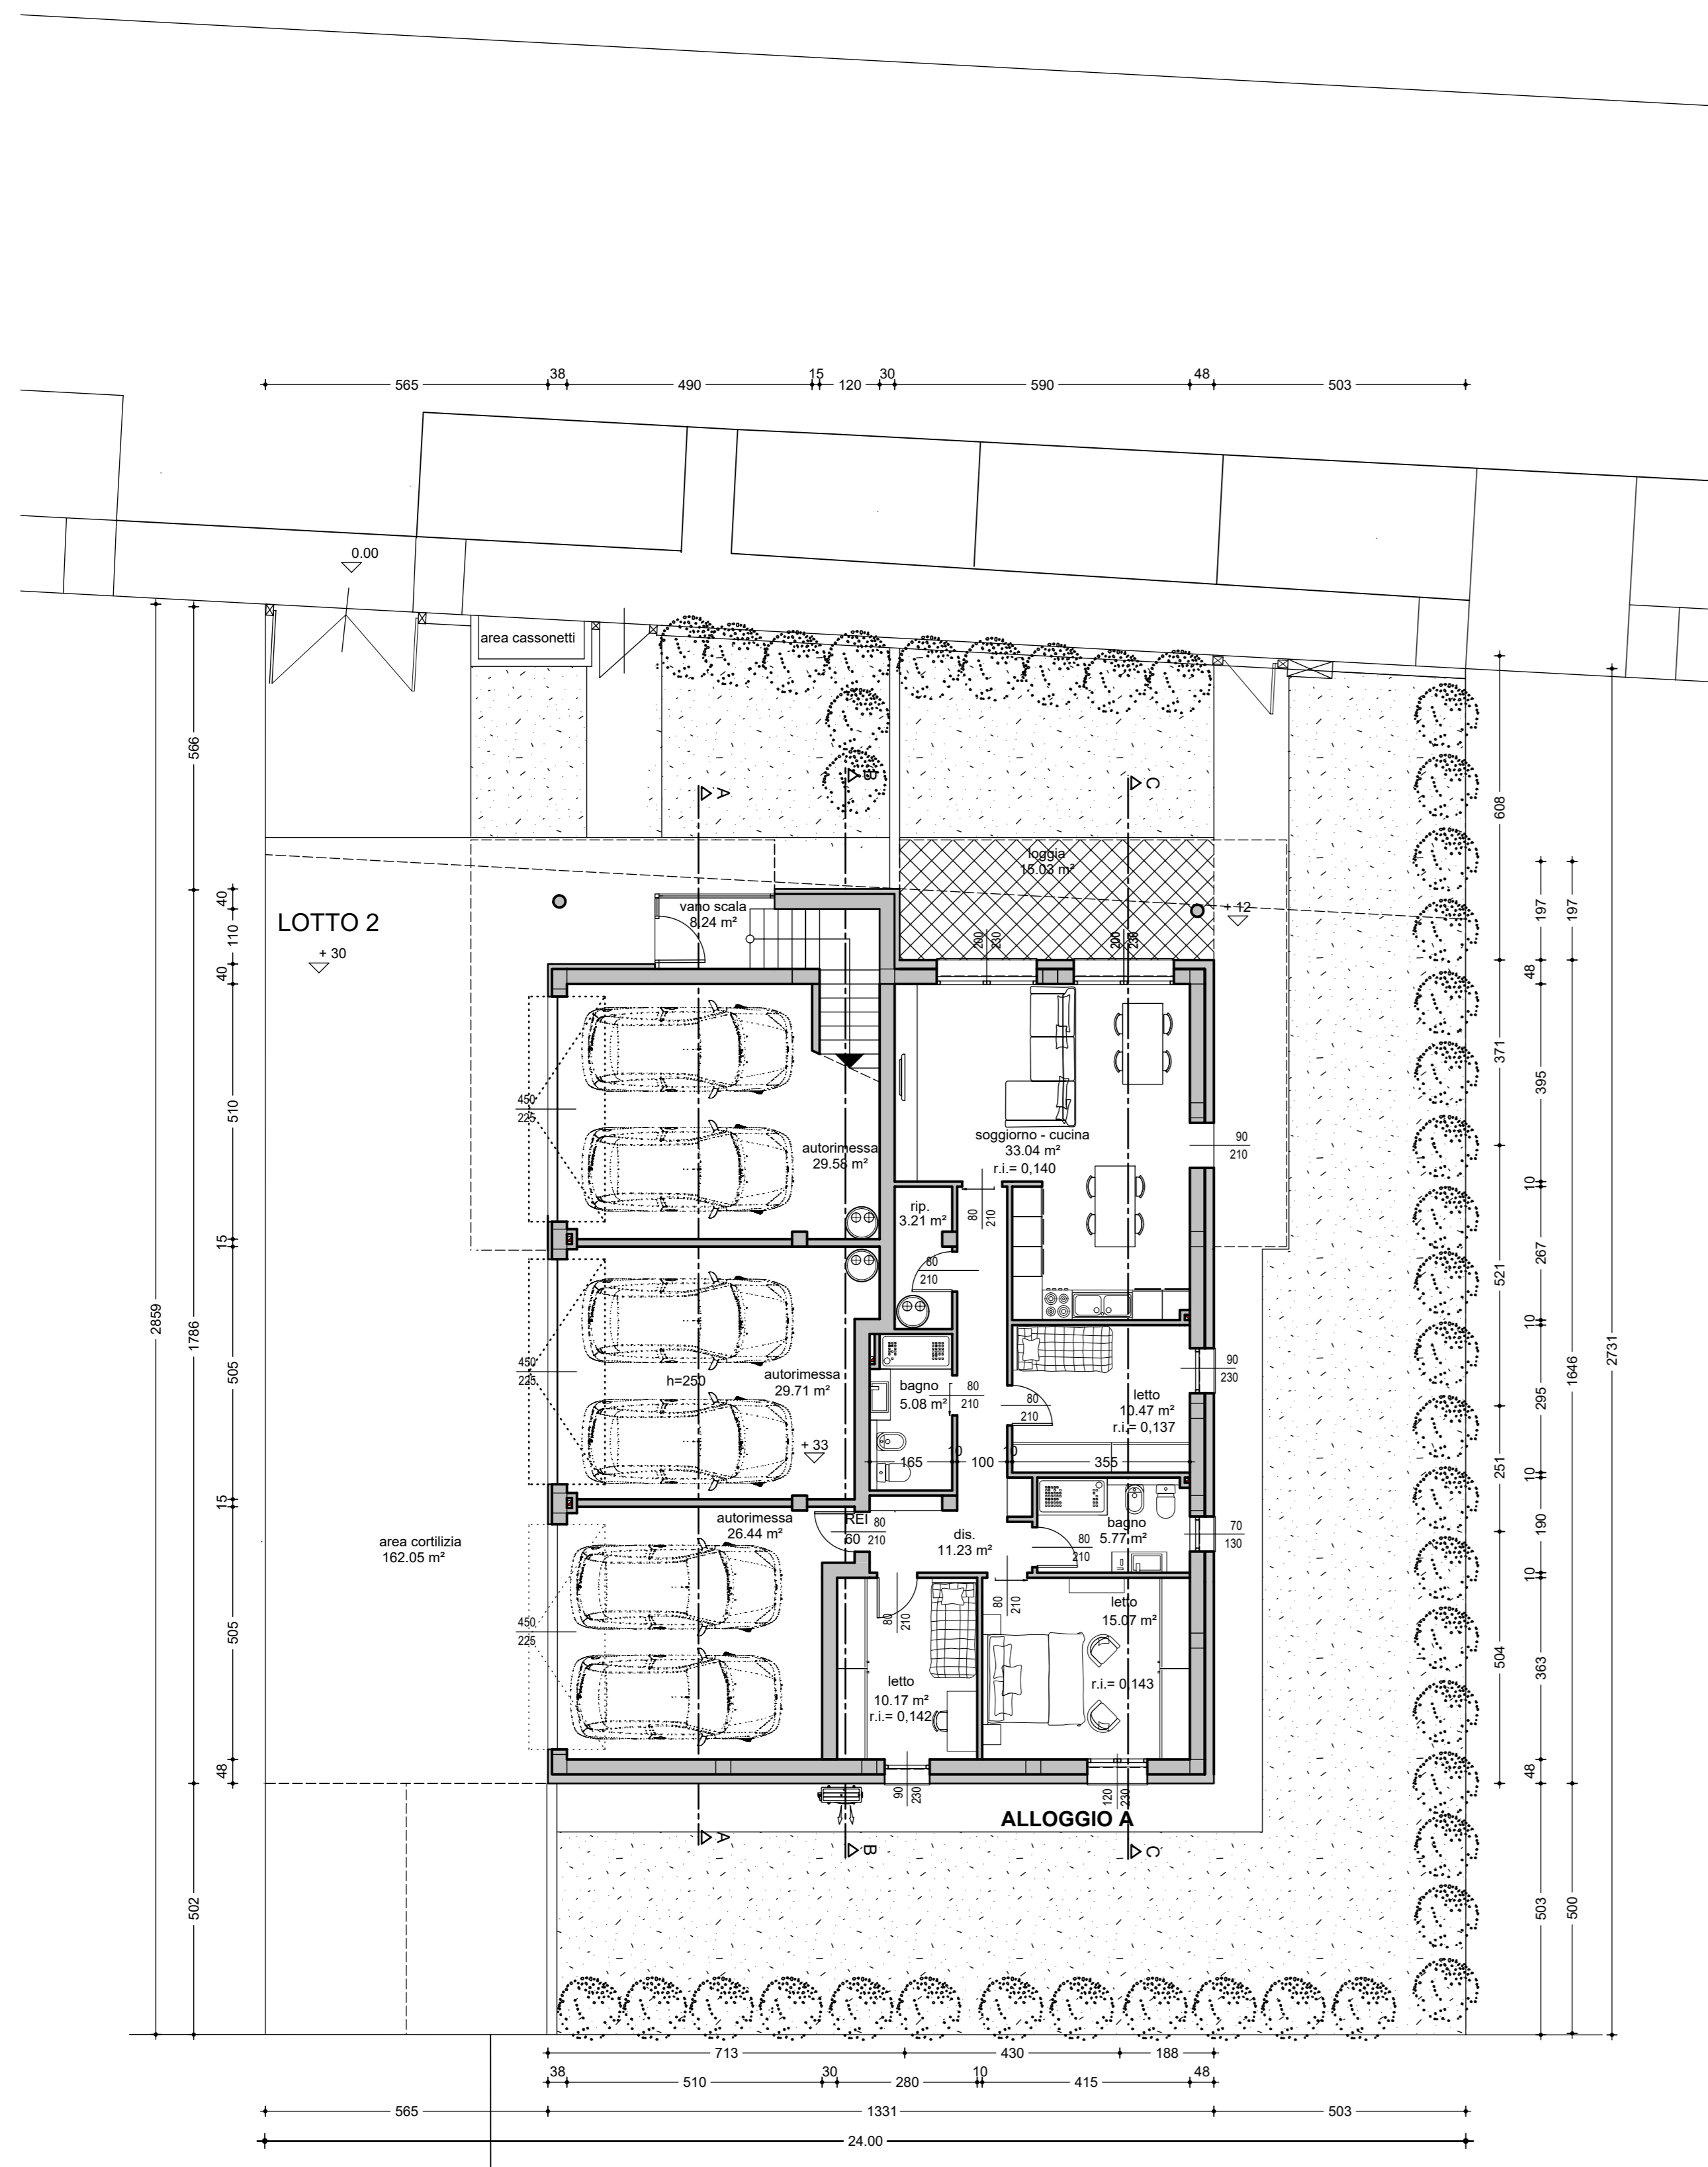 38
15
30
48
565
490
120
590
503
0.00
area cassonetti
2859
566
1786
502
40
110
40
510
15
505
15
505
48
A
B
C
LOTTO 2
+ 30
vano scala
8.24 m²
loggia
15.03 m²
+ 12
200
230
200
230
450
225
autorimessa
29.58 m²
soggiorno - cucina
33.04 m²
r.i.= 0,140
90
210
rip.
3.21 m²
80
210
80
210
450
225
h=250
autorimessa
29.71 m²
+ 33
bagno
5.08 m²
80
210
80
210
letto
10.47 m²
r.i.= 0,137
90
230
10
10
165
100
355
area cortilizia
162.05 m²
autorimessa
26.44 m²
REI
60
80
210
dis.
11.23 m²
80
210
bagno
5.77 m²
70
130
450
225
80
210
80
210
letto
15.07 m²
r.i.= 0,143
letto
10.17 m²
r.i.= 0,142
90
230
120
230
ALLOGGIO A
A
B
C
608
371
521
251
504
197
48
395
10
267
10
295
10
190
10
363
48
503
197
1646
500
2731
713
430
188
38
510
30
280
10
415
48
565
1331
503
24.00